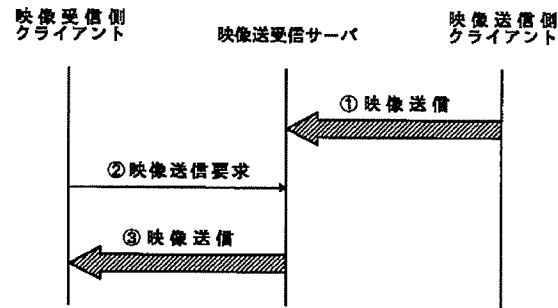 映像受信側
クライアント
映像送受信サーバ
映像送信側
クライアント
①映像送信
②映像送信要求
③映像送信